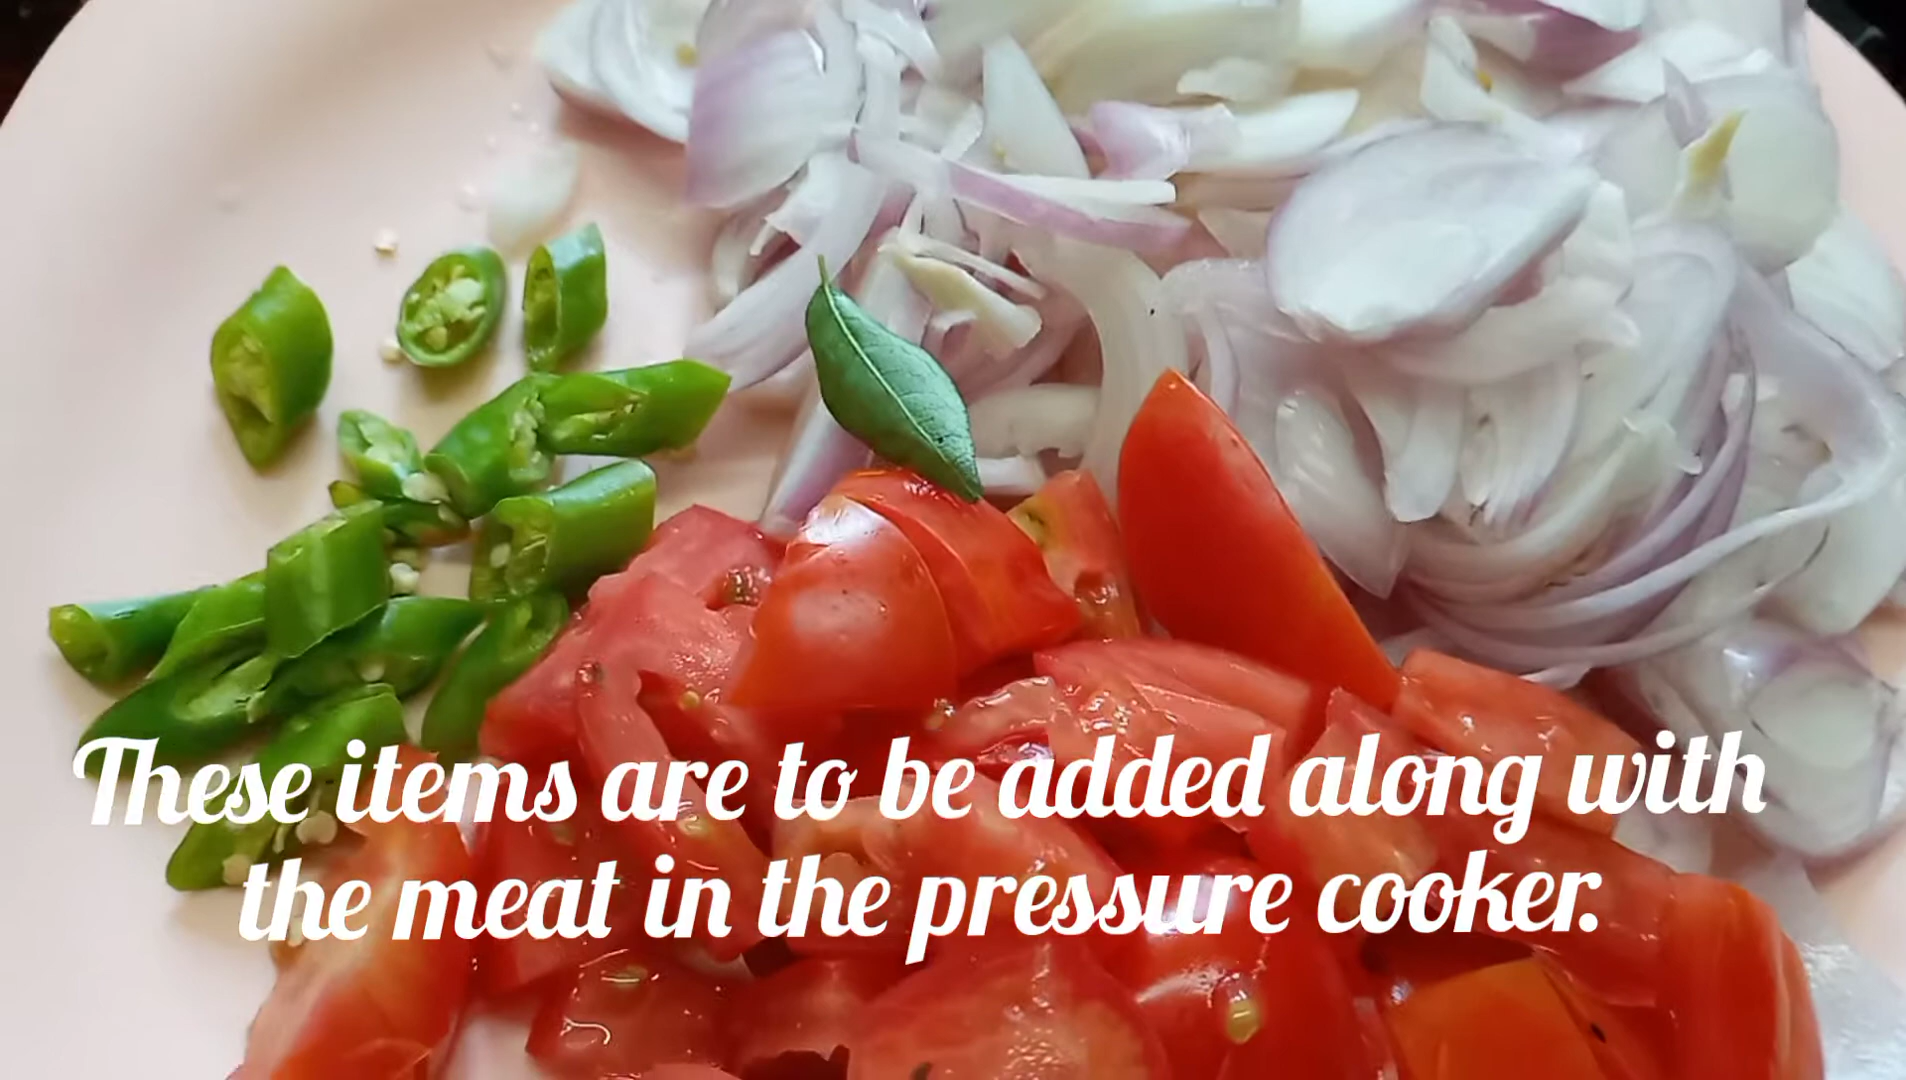 These items are to be added along with
the meat in the pressure cooker.